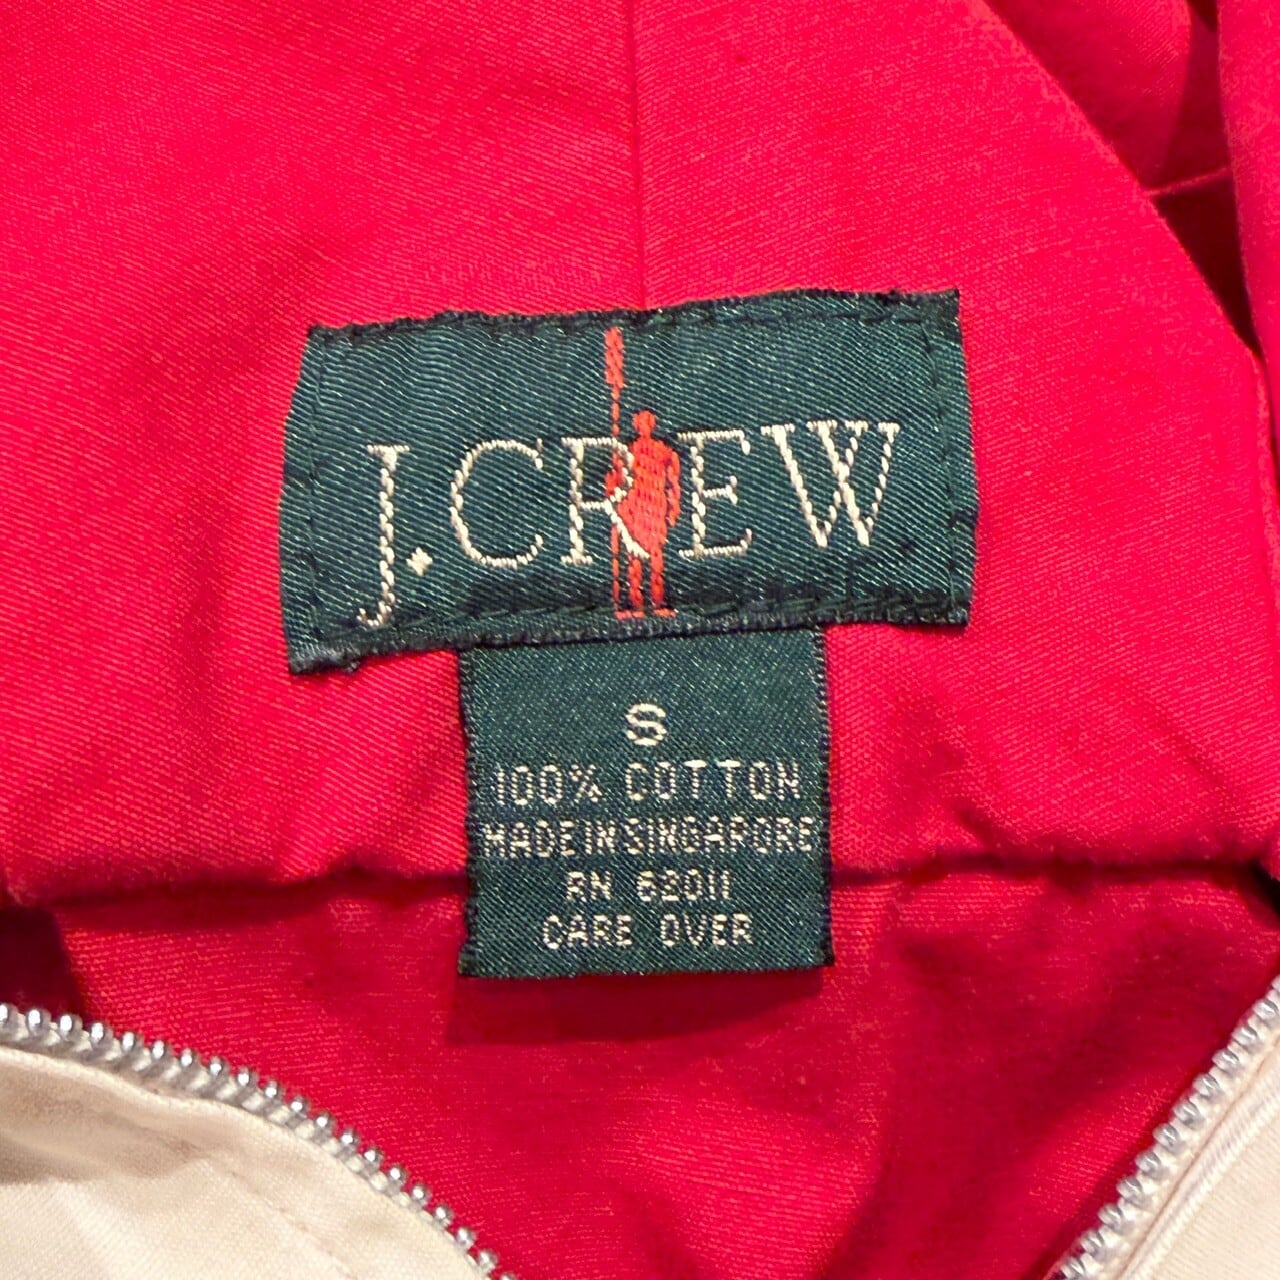 J.CREW
S
100% COTTON
MADE IN SINGAPORE
RN 62011
CARE OVER